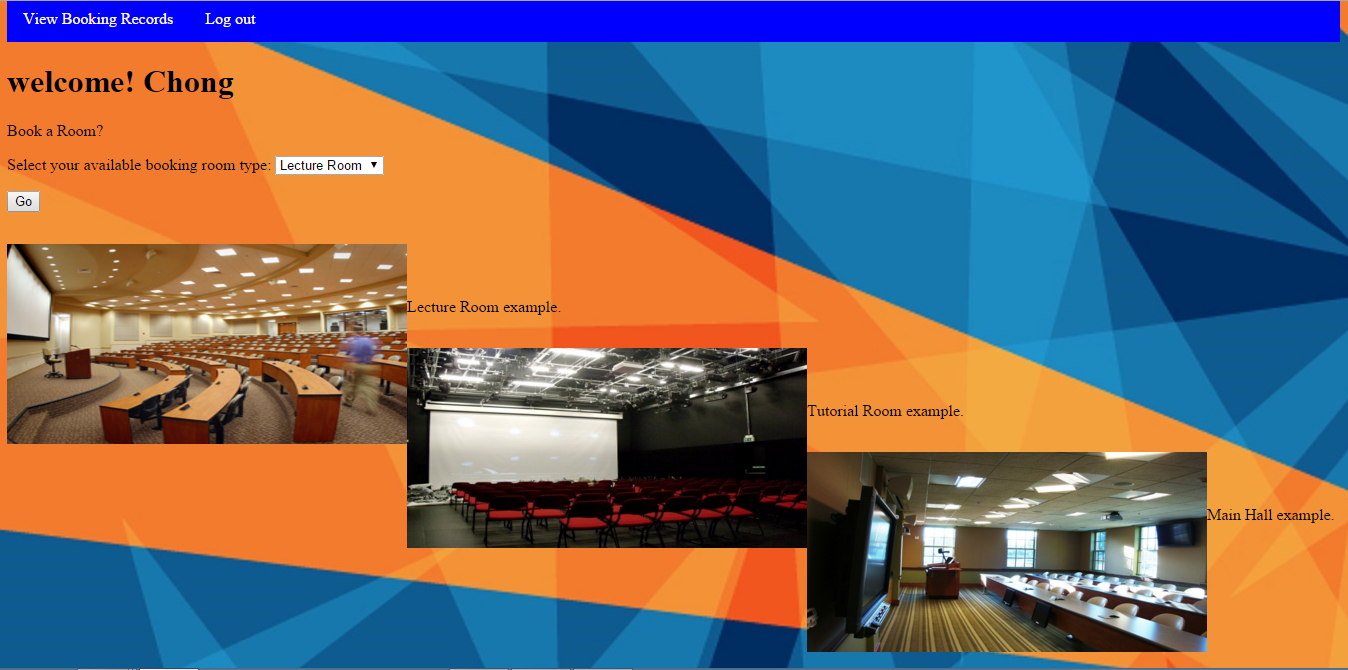 View Booking Records Log out
welcome! Chong
Book a Room?
Select your available booking room type: Lecture Room
Go
Lecture Room example.
Tutorial Room example.
Main Hall example.